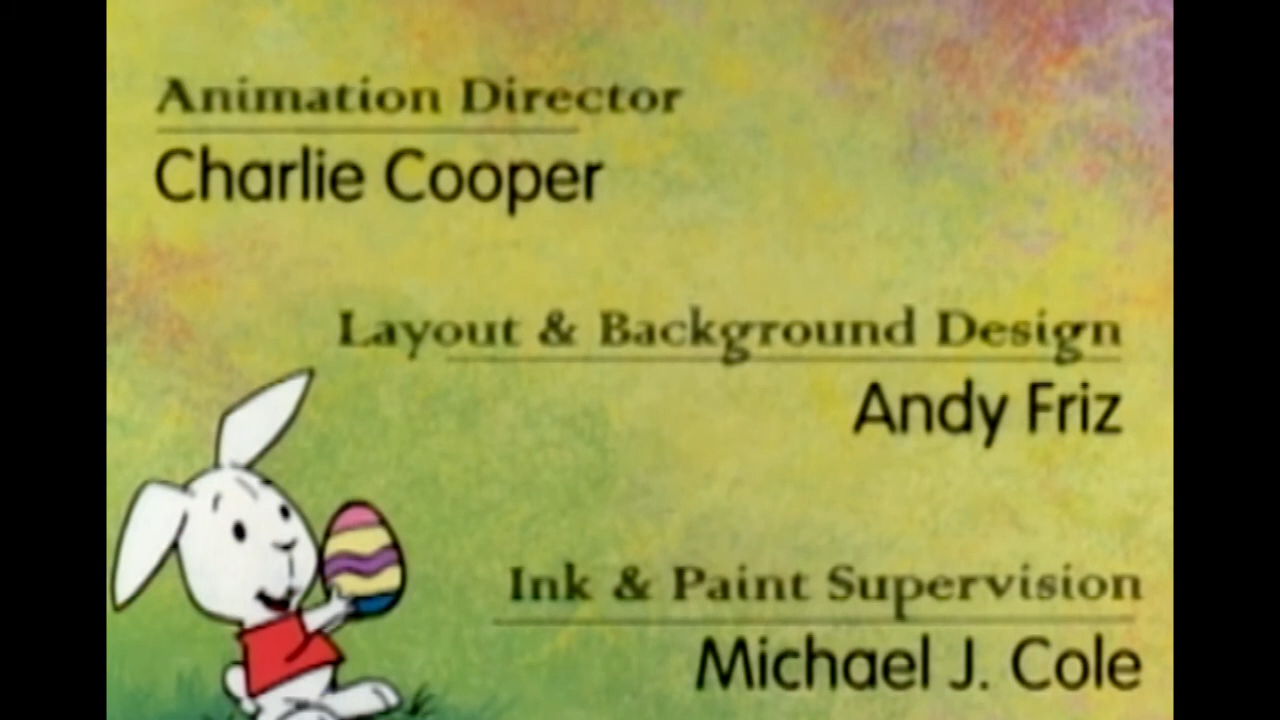 Animation Director
Charlie Cooper
Layout & Background Design
Andy Friz
Ink & Paint Supervision
Michael J. Cole